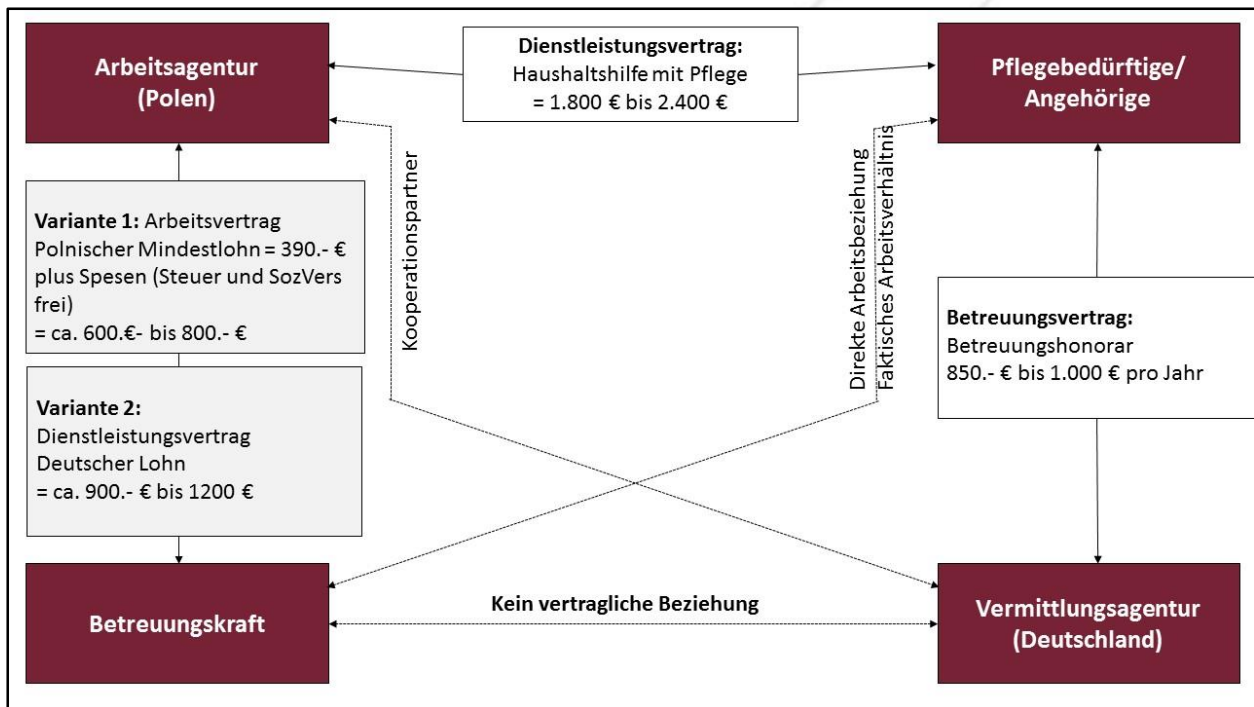 Arbeitsagentur
(Polen)
Dienstleistungsvertrag:
Haushaltshilfe mit Pflege
= 1.800 € bis 2.400 €
Pflegebedürftige/
Angehörige
Variante 1: Arbeitsvertrag
Polnischer Mindestlohn = 390.- €
plus Spesen (Steuer und SozVers
frei)
= ca. 600.€- bis 800.- €
Variante 2:
Dienstleistungsvertrag
Deutscher Lohn
= ca. 900.- € bis 1200 €
Kooperationspartner
Direkte Arbeitsbeziehung
Faktisches Arbeitsverhältnis
Betreuungsvertrag:
Betreuungshonorar
850.- € bis 1.000 € pro Jahr
Betreuungskraft
Kein vertragliche Beziehung
Vermittlungsagentur
(Deutschland)